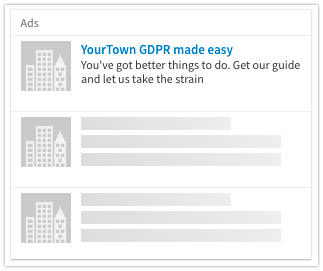 Ads
YourTown GDPR made easy
You've got better things to do. Get our guide
and let us take the strain